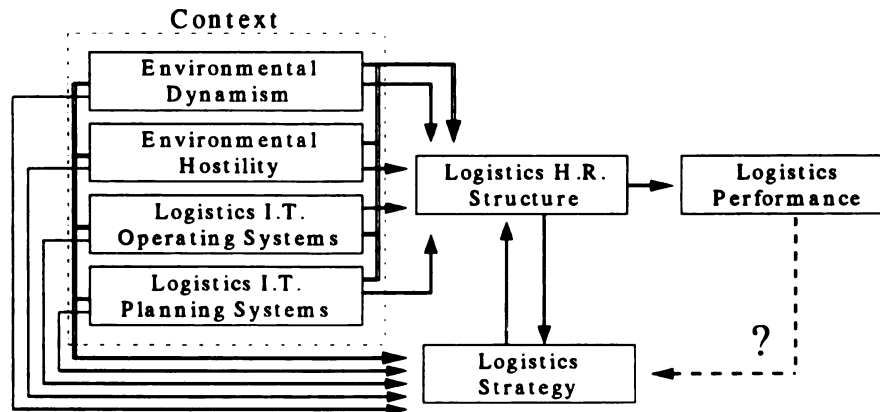 Context
Environmental
Dynamism
Environmental
Hostility
Logistics I.T.
Operating Systems
Logistics I.T.
Planning Systems
Logistics H.R.
Structure
Logistics
Performance
Logistics
Strategy
?